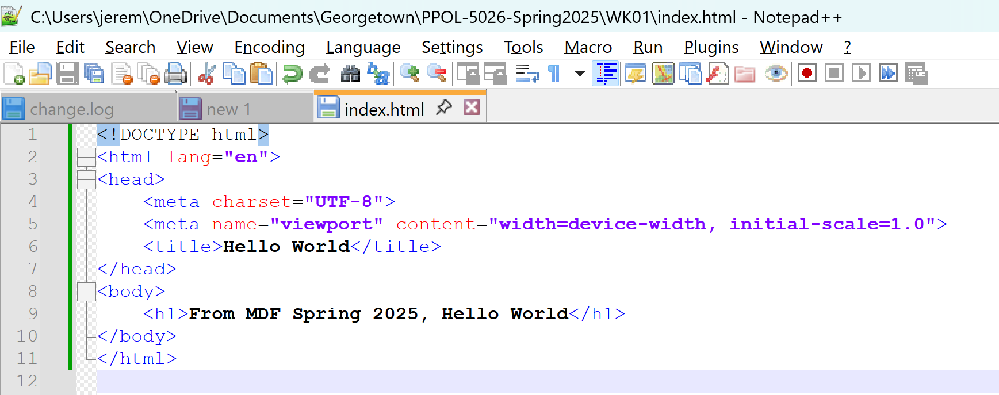 C:\Users\jerem\OneDrive\Documents\Georgetown\PPOL-5026-Spring2025\WK01\index.html - Notepad++
File Edit Search View Encoding Language Settings Tools Macro Run Plugins Window ?
change.log new 1 index.html
1 <!DOCTYPE html>
2 <html lang="en">
3 <head>
4     <meta charset="UTF-8">
5     <meta name="viewport" content="width=device-width, initial-scale=1.0">
6     <title>Hello World</title>
7 </head>
8 <body>
9     <h1>From MDF Spring 2025, Hello World</h1>
10 </body>
11 </html>
12